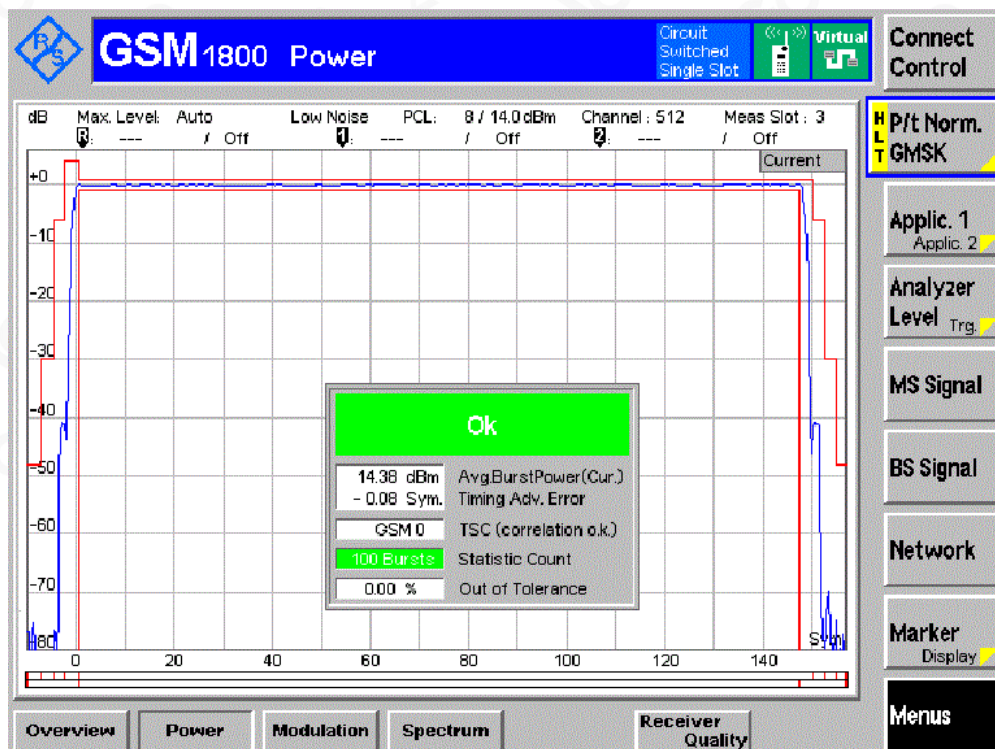 R/S
GSM 1800 Power
Circuit Switched Single Slot
Virtual
Connect Control
dB Max. Level: Auto Low Noise PCL: 8 / 14.0 dBm Channel : 512 Meas Slot : 3
R: --- / Off 1: --- / Off 2: --- / Off
Current
HLT P/t Norm. GMSK
Applic. 1
Applic. 2
Analyzer Level Trg.
MS Signal
BS Signal
Network
Marker
Display
Menus
+0
-10
-20
-30
-40
-50
-60
-70
-80
Ok
14.38 dBm Avg.BurstPower(Cur.)
- 0.08 Sym. Timing Adv. Error
GSM 0 TSC (correlation o.k.)
100 Bursts Statistic Count
0.00 % Out of Tolerance
Sym
0 20 40 60 80 100 120 140
Overview Power Modulation Spectrum Receiver Quality